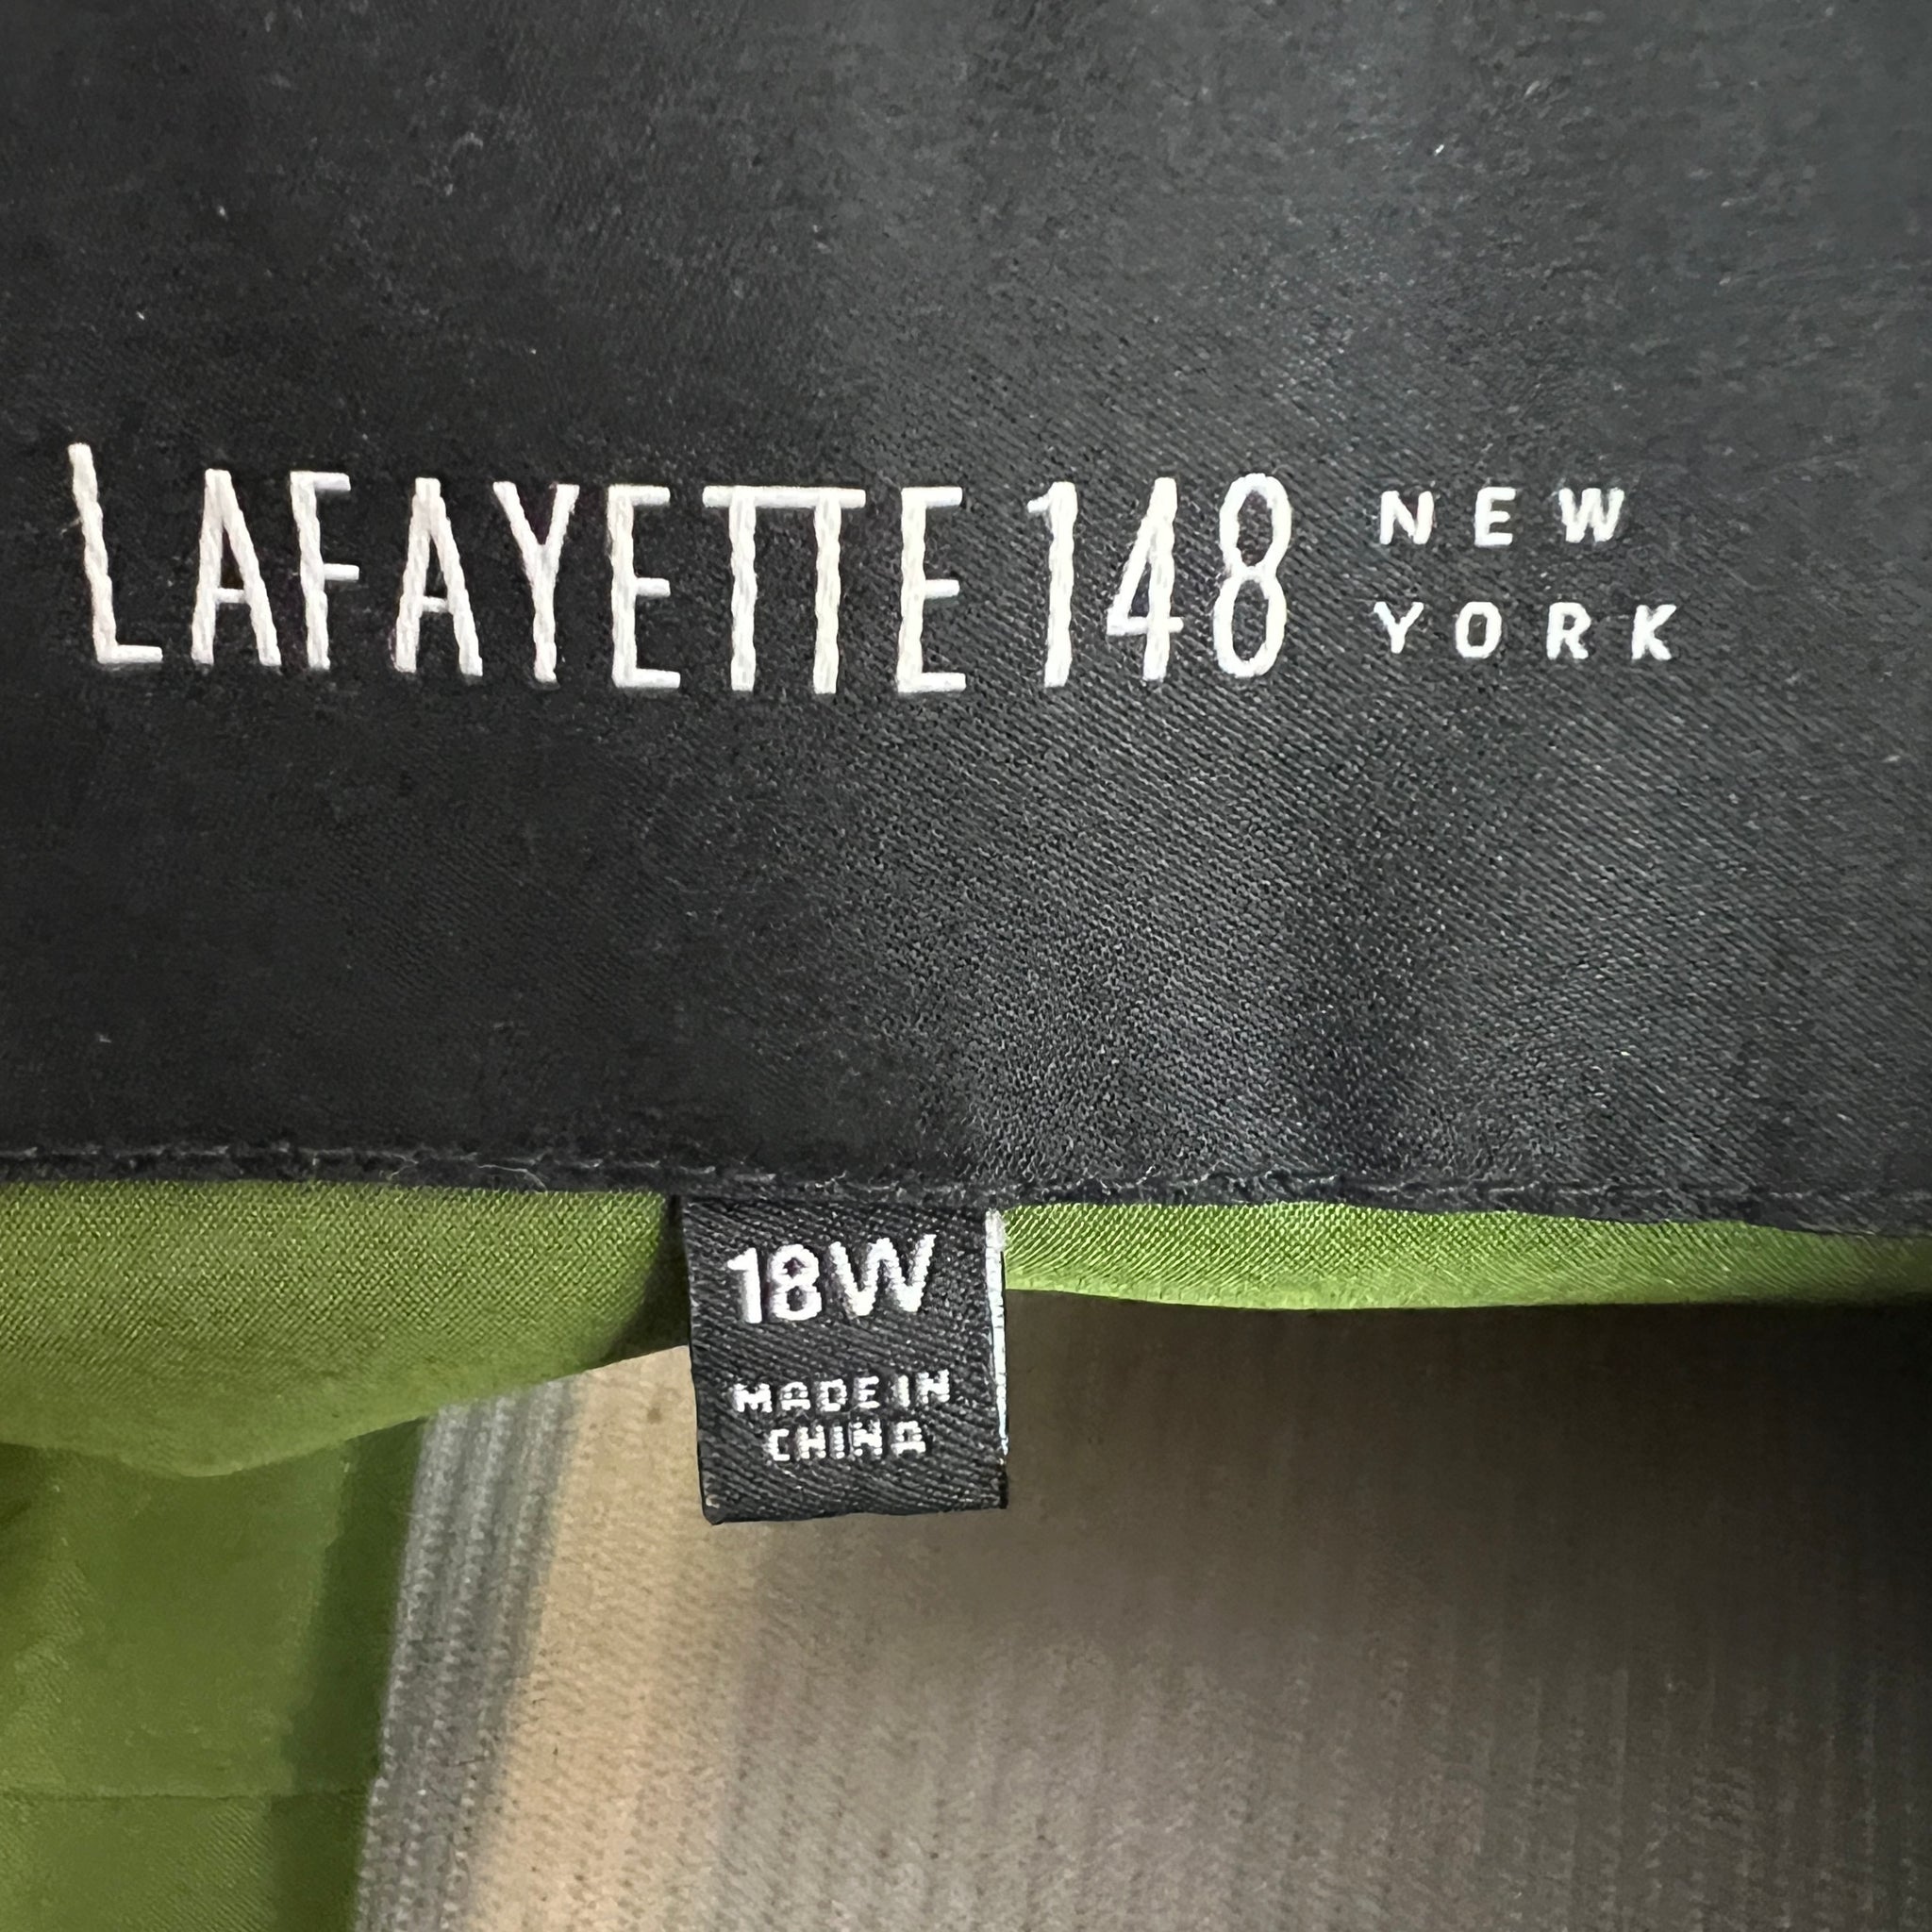 LAFAYETTE 148 NEW
YORK
18W
MADE IN
CHINA